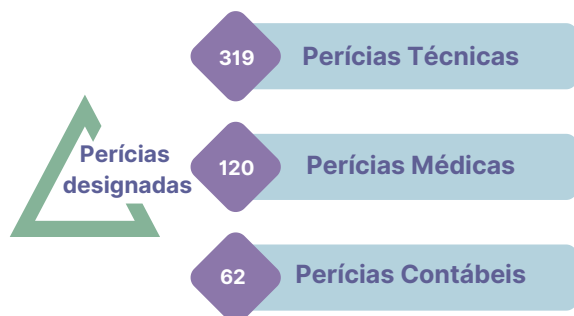 319
Perícias Técnicas
Perícias
designadas
120
Perícias Médicas
62
Perícias Contábeis